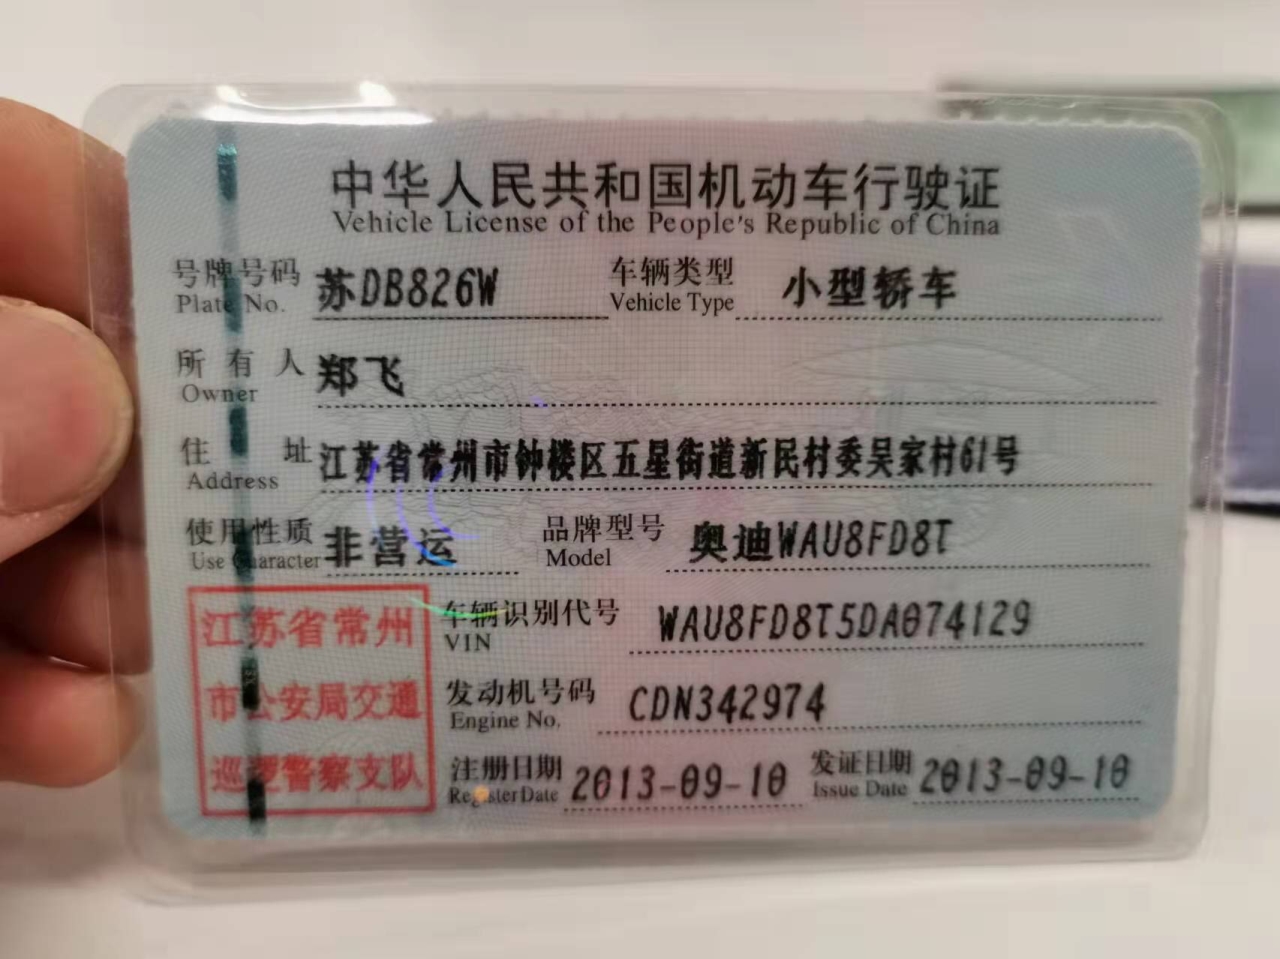 中华人民共和国机动车行驶证
Vehicle License of the People's Republic of China
号牌号码 苏DB826W 车辆类型 小型轿车
Plate No. Vehicle Type
所有人 郑飞
Owner
住址 江苏省常州市钟楼区五星街道新民村委吴家村61号
Address
使用性质 非营运 品牌型号 奥迪WAU8FD8T
Use Character Model
江苏省常州
市公安局交通
巡逻警察支队
车辆识别代号 WAU8FD8T5DA074129
VIN
发动机号码 CDN342974
Engine No.
注册日期 2013-09-10 发证日期 2013-09-10
Register Date Issue Date